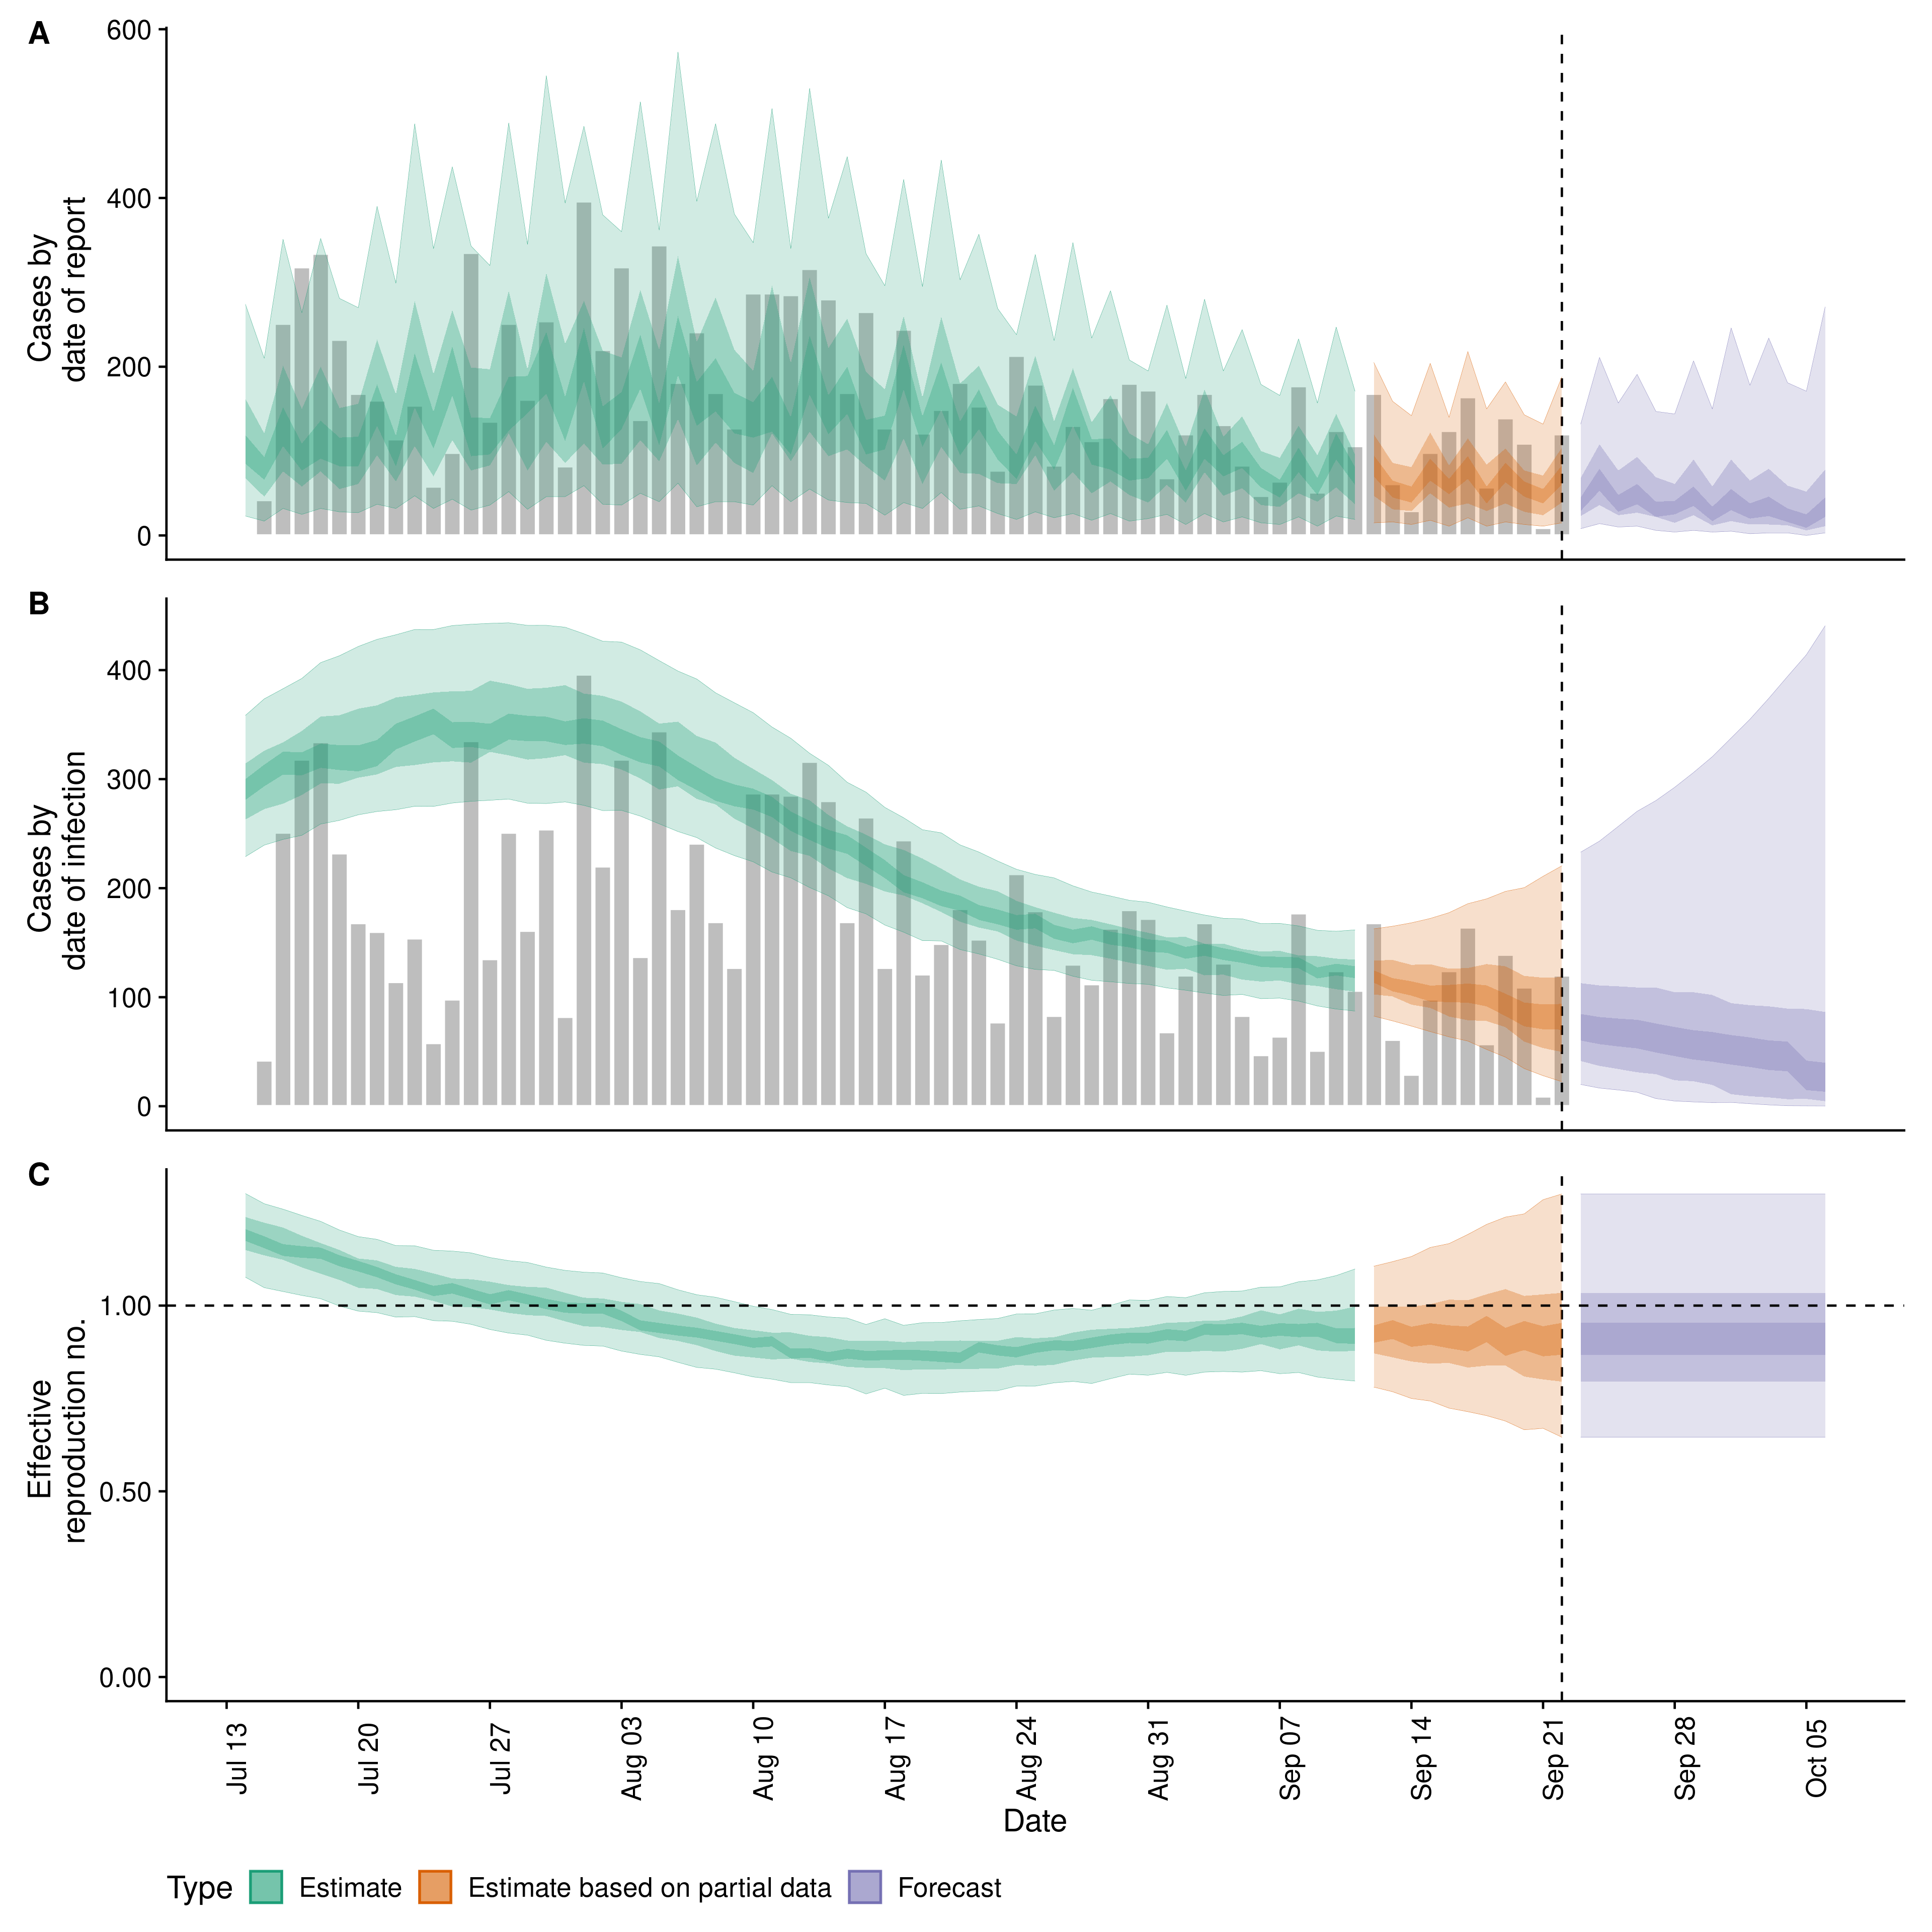 A
Cases by
date of report
600
400
200
0
B
Cases by
date of infection
400
300
200
100
0
C
Effective
reproduction no.
1.00
0.50
0.00
Jul 13
Jul 20
Jul 27
Aug 03
Aug 10
Aug 17
Aug 24
Aug 31
Sep 07
Sep 14
Sep 21
Sep 28
Oct 05
Date
Type Estimate Estimate based on partial data Forecast